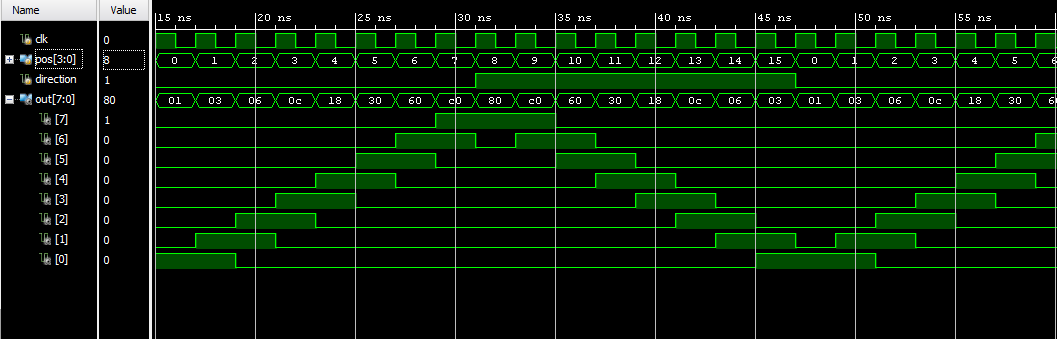 Name Value 15 ns 20 ns 25 ns 30 ns 35 ns 40 ns 45 ns 50 ns 55 ns
clk 0
pos[3:0] 8 0 1 2 3 4 5 6 7 8 9 10 11 12 13 14 15 0 1 2 3 4 5 6
direction 1
out[7:0] 80 01 03 06 0c 18 30 60 c0 80 c0 60 30 18 0c 06 03 01 03 06 0c 18 30 60
[7] 1
[6] 0
[5] 0
[4] 0
[3] 0
[2] 0
[1] 0
[0] 0